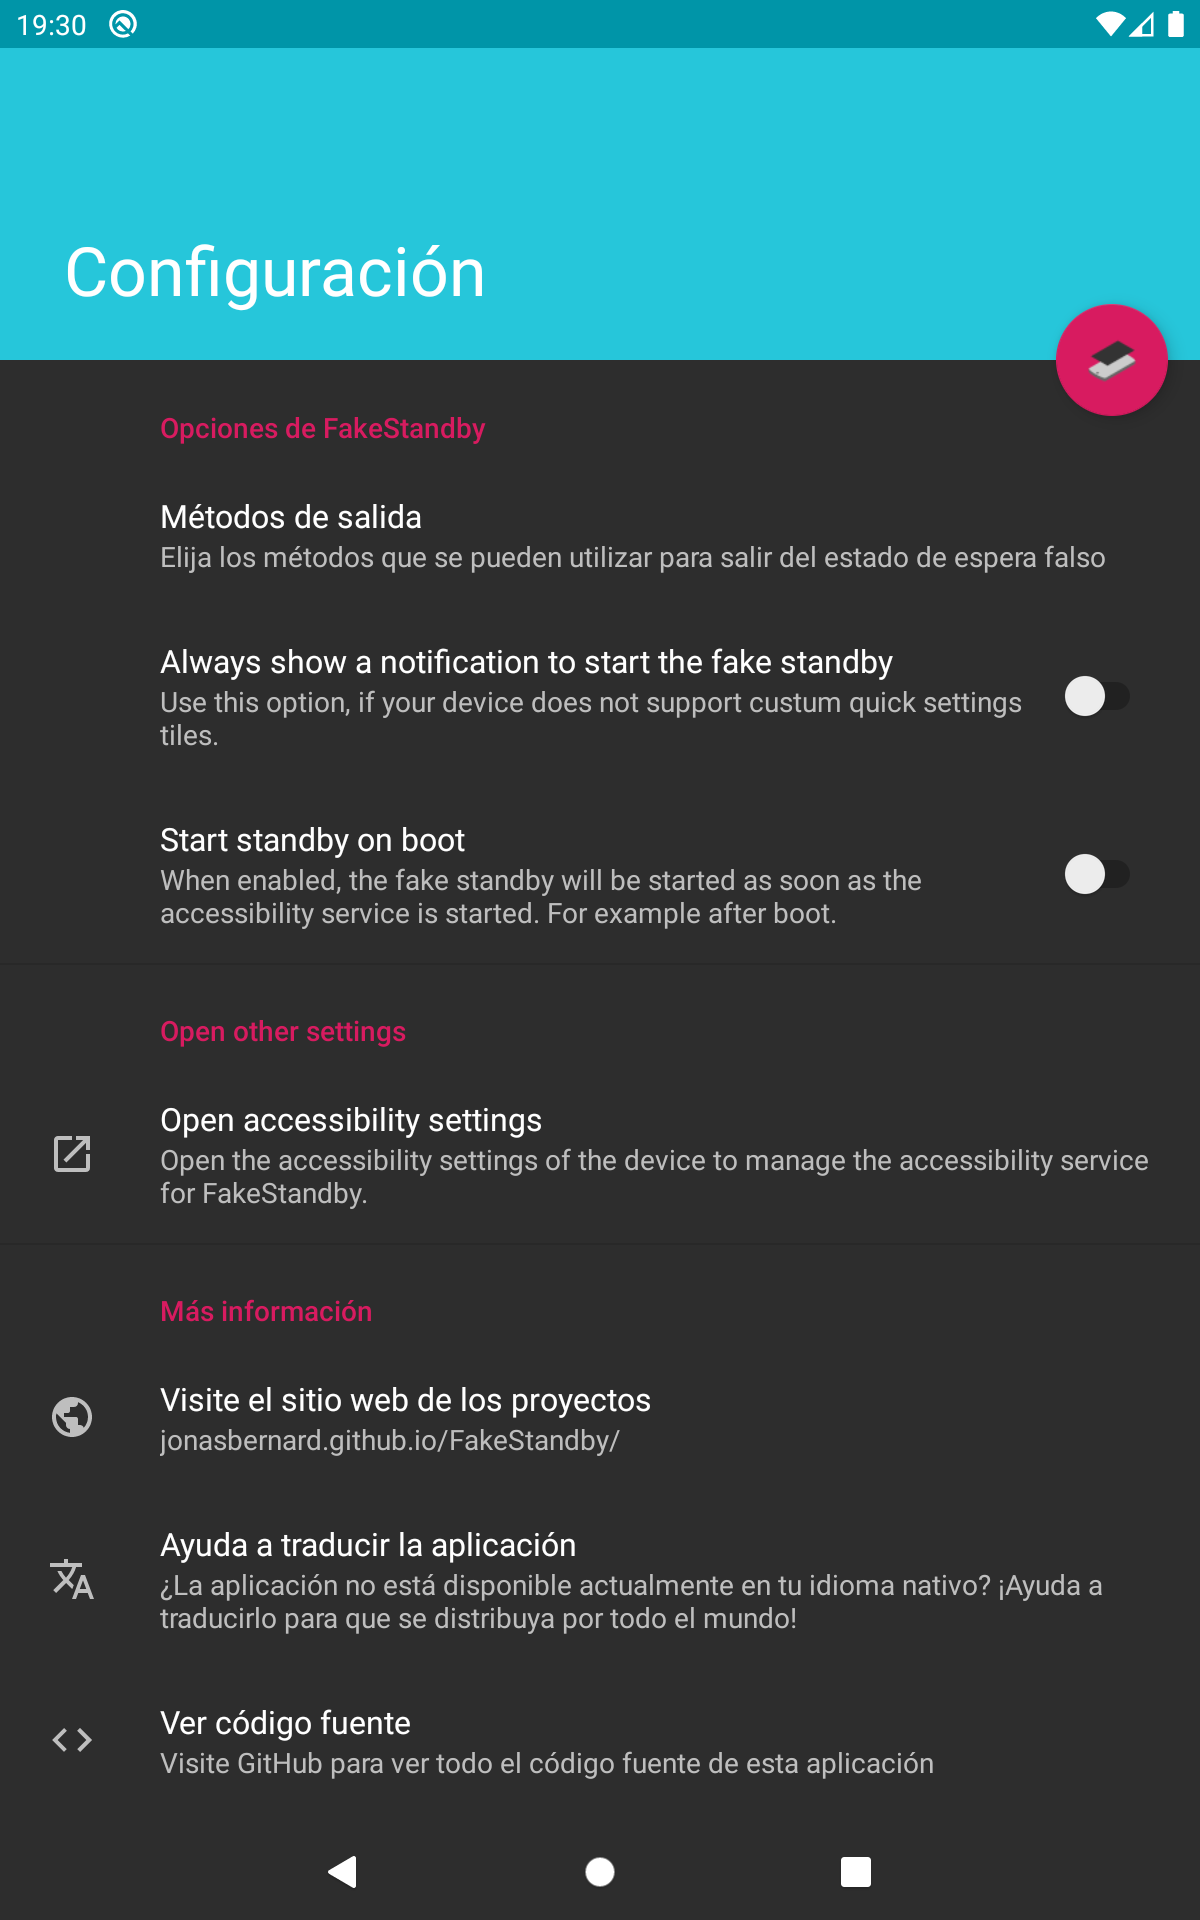 19:30
Configuración
Opciones de FakeStandby
Métodos de salida
Elija los métodos que se pueden utilizar para salir del estado de espera falso
Always show a notification to start the fake standby
Use this option, if your device does not support custum quick settings
tiles.
Start standby on boot
When enabled, the fake standby will be started as soon as the
accessibility service is started. For example after boot.
Open other settings
Open accessibility settings
Open the accessibility settings of the device to manage the accessibility service
for FakeStandby.
Más información
Visite el sitio web de los proyectos
jonasbernard.github.io/FakeStandby/
Ayuda a traducir la aplicación
¿La aplicación no está disponible actualmente en tu idioma nativo? ¡Ayuda a
traducirlo para que se distribuya por todo el mundo!
Ver código fuente
Visite GitHub para ver todo el código fuente de esta aplicación